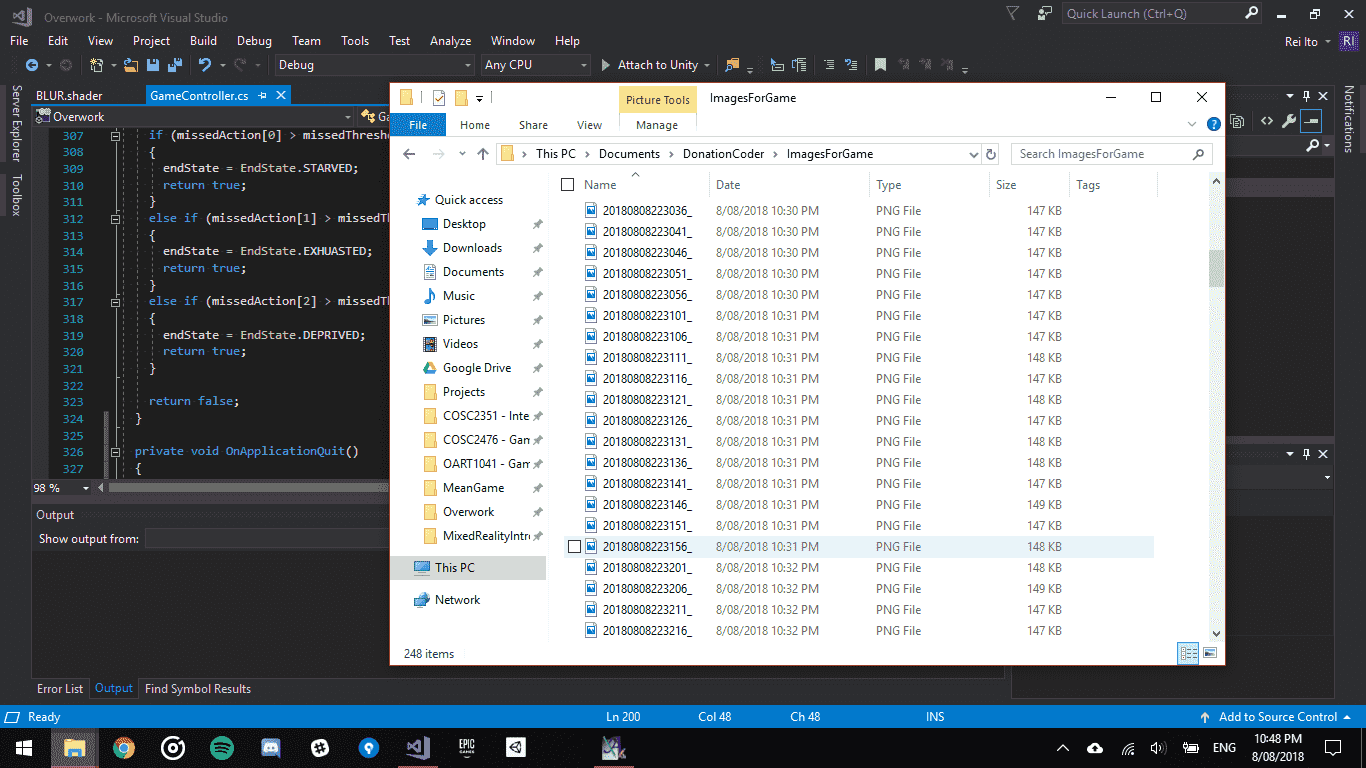 Overwork - Microsoft Visual Studio
Quick Launch (Ctrl+Q)
File Edit View Project Build Debug Team Tools Test Analyze Window Help
Rei Ito RI
Debug Any CPU Attach to Unity
Server Explorer
Toolbox
Notifications
BLUR.shader GameController.cs
Overwork
307 if (missedAction[0] > missedThresh
308 {
309 endState = EndState.STARVED;
310 return true;
311 }
312 else if (missedAction[1] > missedTh
313 {
314 endState = EndState.EXHUASTED;
315 return true;
316 }
317 else if (missedAction[2] > missedTh
318 {
319 endState = EndState.DEPRIVED;
320 return true;
321 }
322
323 return false;
324 }
325
326 private void OnApplicationQuit()
327 {
98 %
Output
Show output from:
Error List Output Find Symbol Results
Picture Tools ImagesForGame
File Home Share View Manage
This PC Documents DonationCoder ImagesForGame
Search ImagesForGame
Quick access
Desktop
Downloads
Documents
Music
Pictures
Videos
Google Drive
Projects
COSC2351 - Inte
COSC2476 - Gam
OART1041 - Gam
MeanGame
Overwork
MixedRealityIntr
This PC
Network
Name Date Type Size Tags
20180808223036_ 8/08/2018 10:30 PM PNG File 147 KB
20180808223041_ 8/08/2018 10:30 PM PNG File 147 KB
20180808223046_ 8/08/2018 10:30 PM PNG File 147 KB
20180808223051_ 8/08/2018 10:30 PM PNG File 147 KB
20180808223056_ 8/08/2018 10:30 PM PNG File 147 KB
20180808223101_ 8/08/2018 10:31 PM PNG File 147 KB
20180808223106_ 8/08/2018 10:31 PM PNG File 147 KB
20180808223111_ 8/08/2018 10:31 PM PNG File 148 KB
20180808223116_ 8/08/2018 10:31 PM PNG File 147 KB
20180808223121_ 8/08/2018 10:31 PM PNG File 148 KB
20180808223126_ 8/08/2018 10:31 PM PNG File 147 KB
20180808223131_ 8/08/2018 10:31 PM PNG File 148 KB
20180808223136_ 8/08/2018 10:31 PM PNG File 148 KB
20180808223141_ 8/08/2018 10:31 PM PNG File 147 KB
20180808223146_ 8/08/2018 10:31 PM PNG File 149 KB
20180808223151_ 8/08/2018 10:31 PM PNG File 147 KB
20180808223156_ 8/08/2018 10:31 PM PNG File 148 KB
20180808223201_ 8/08/2018 10:32 PM PNG File 148 KB
20180808223206_ 8/08/2018 10:32 PM PNG File 149 KB
20180808223211_ 8/08/2018 10:32 PM PNG File 147 KB
20180808223216_ 8/08/2018 10:32 PM PNG File 147 KB
248 items
Ready Ln 200 Col 48 Ch 48 INS Add to Source Control
EPIC GAMES
ENG
10:48 PM
8/08/2018